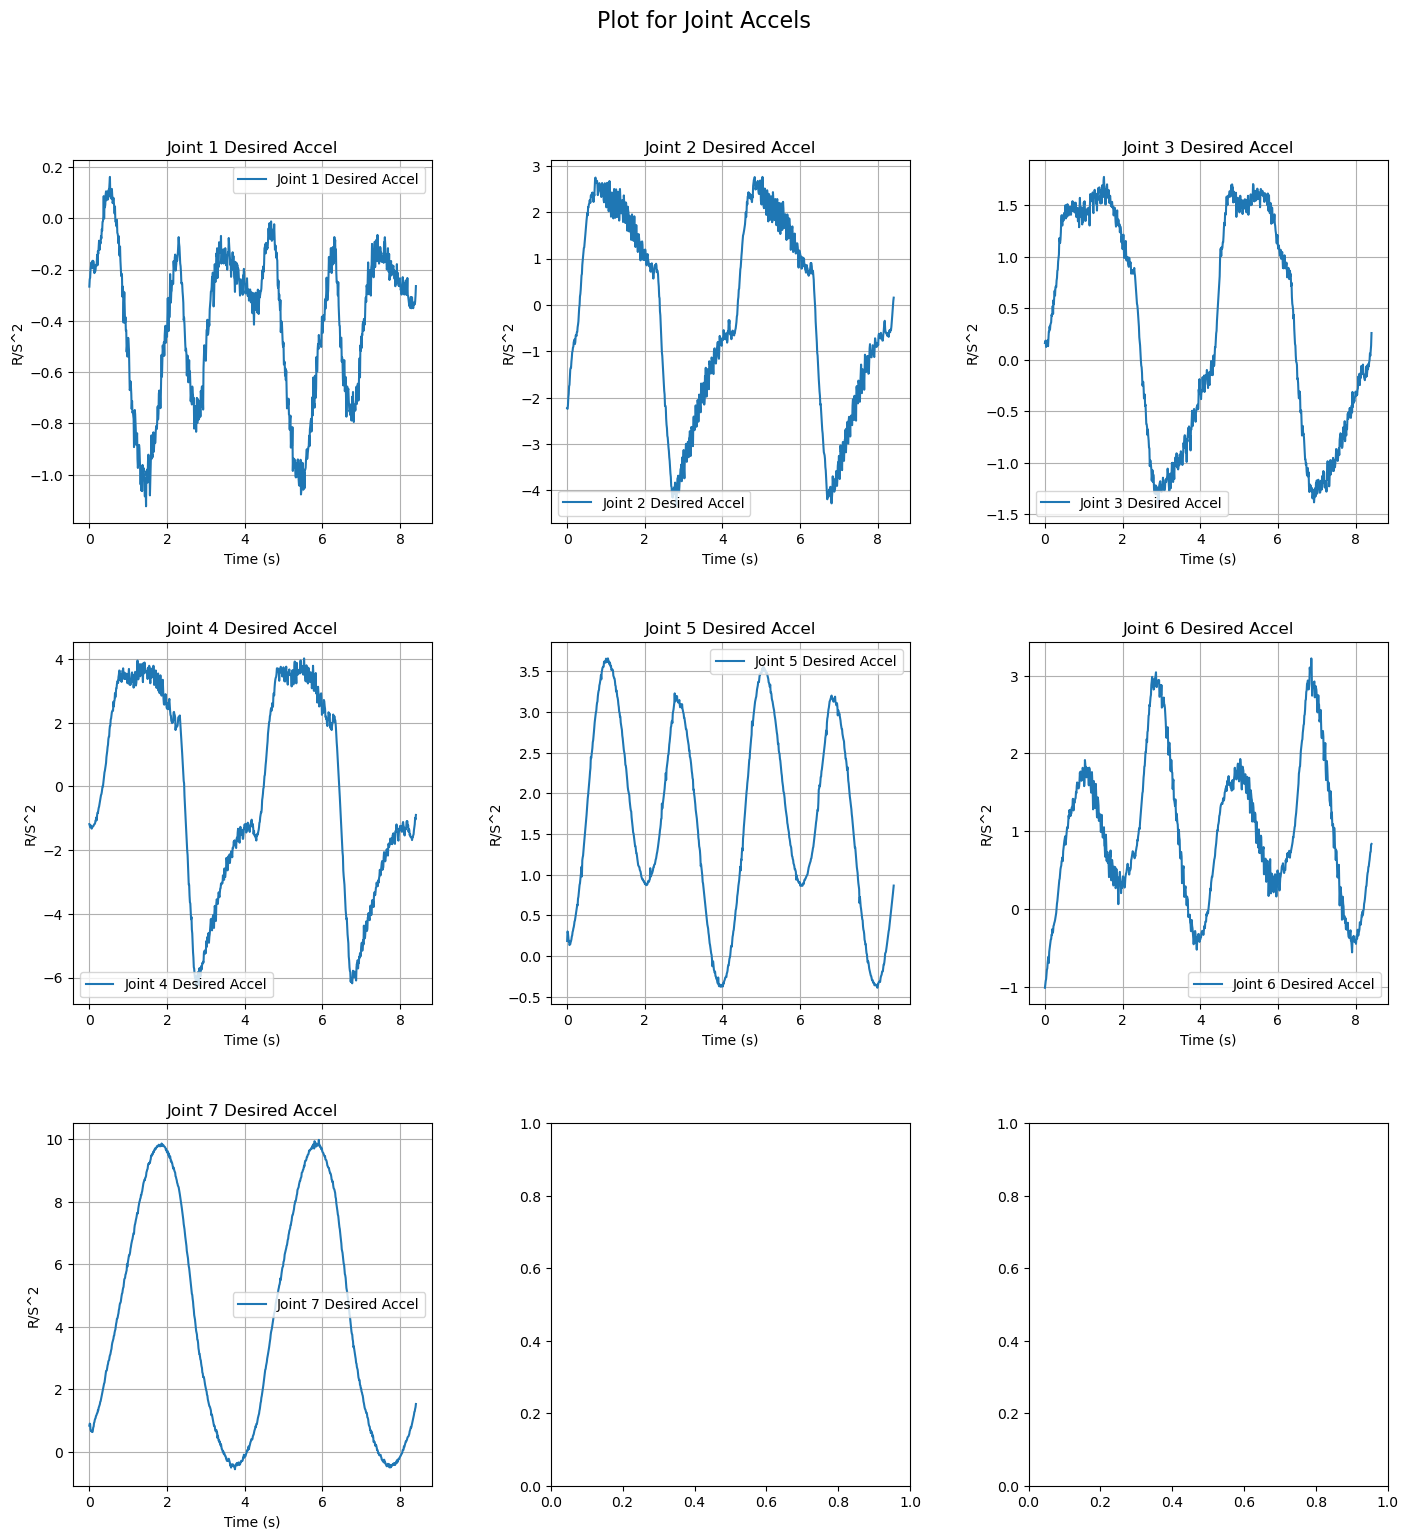 Plot for Joint Accels
Joint 1 Desired Accel
0.2
0.0
−0.2
−0.4
−0.6
−0.8
−1.0
R/S^2
Joint 1 Desired Accel
0 2 4 6 8
Time (s)
Joint 2 Desired Accel
3
2
1
0
−1
−2
−3
−4
R/S^2
Joint 2 Desired Accel
0 2 4 6 8
Time (s)
Joint 3 Desired Accel
1.5
1.0
0.5
0.0
−0.5
−1.0
−1.5
R/S^2
Joint 3 Desired Accel
0 2 4 6 8
Time (s)
Joint 4 Desired Accel
4
2
0
−2
−4
−6
R/S^2
Joint 4 Desired Accel
0 2 4 6 8
Time (s)
Joint 5 Desired Accel
3.5
3.0
2.5
2.0
1.5
1.0
0.5
0.0
−0.5
R/S^2
Joint 5 Desired Accel
0 2 4 6 8
Time (s)
Joint 6 Desired Accel
3
2
1
0
−1
R/S^2
Joint 6 Desired Accel
0 2 4 6 8
Time (s)
Joint 7 Desired Accel
10
8
6
4
2
0
R/S^2
Joint 7 Desired Accel
0 2 4 6 8
Time (s)
1.0
0.8
0.6
0.4
0.2
0.0
0.0 0.2 0.4 0.6 0.8 1.0
1.0
0.8
0.6
0.4
0.2
0.0
0.0 0.2 0.4 0.6 0.8 1.0